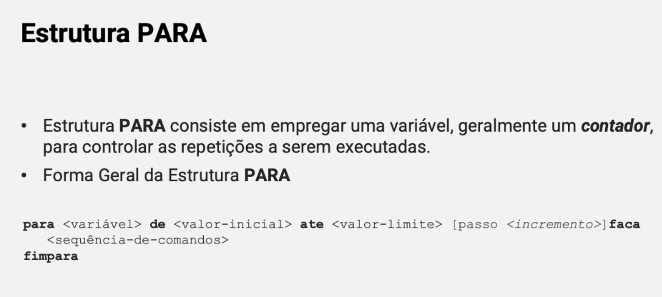 Estrutura PARA
• Estrutura PARA consiste em empregar uma variável, geralmente um contador,
para controlar as repetições a serem executadas.
• Forma Geral da Estrutura PARA
para <variável> de <valor-inicial> ate <valor-limite> [passo <incremento>]faca
<sequência-de-comandos>
fimpara